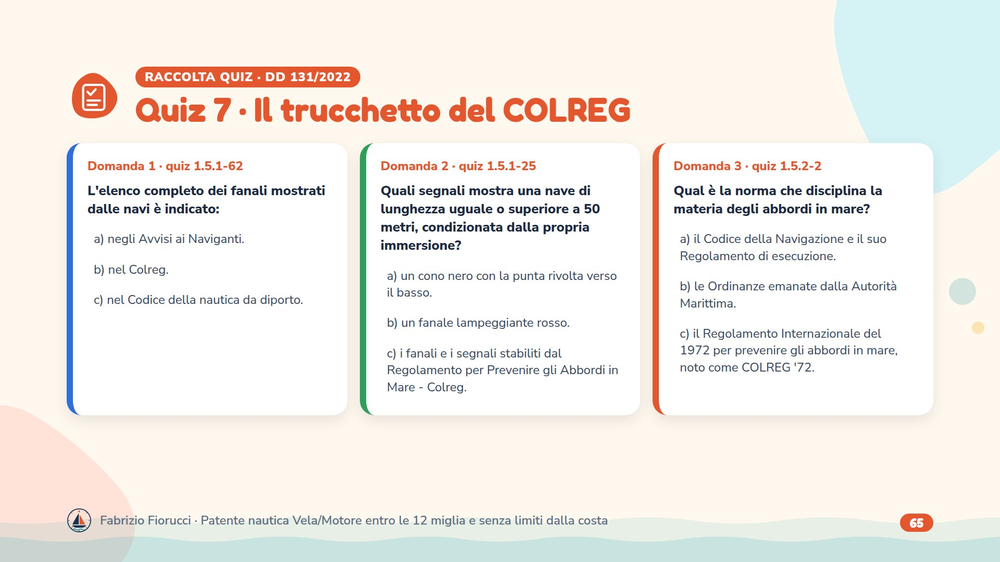 RACCOLTA QUIZ · DD 131/2022
Quiz 7 · Il trucchetto del COLREG
Domanda 1 · quiz 1.5.1-62
L'elenco completo dei fanali mostrati
dalle navi è indicato:
a) negli Avvisi ai Naviganti.
b) nel Colreg.
c) nel Codice della nautica da diporto.
Domanda 2 · quiz 1.5.1-25
Quali segnali mostra una nave di
lunghezza uguale o superiore a 50
metri, condizionata dalla propria
immersione?
a) un cono nero con la punta rivolta verso
il basso.
b) un fanale lampeggiante rosso.
c) i fanali e i segnali stabiliti dal
Regolamento per Prevenire gli Abbordi in
Mare - Colreg.
Domanda 3 · quiz 1.5.2-2
Qual è la norma che disciplina la
materia degli abbordi in mare?
a) il Codice della Navigazione e il suo
Regolamento di esecuzione.
b) le Ordinanze emanate dalla Autorità
Marittima.
c) il Regolamento Internazionale del
1972 per prevenire gli abbordi in mare,
noto come COLREG '72.
Fabrizio Fiorucci · Patente nautica Vela/Motore entro le 12 miglia e senza limiti dalla costa
65